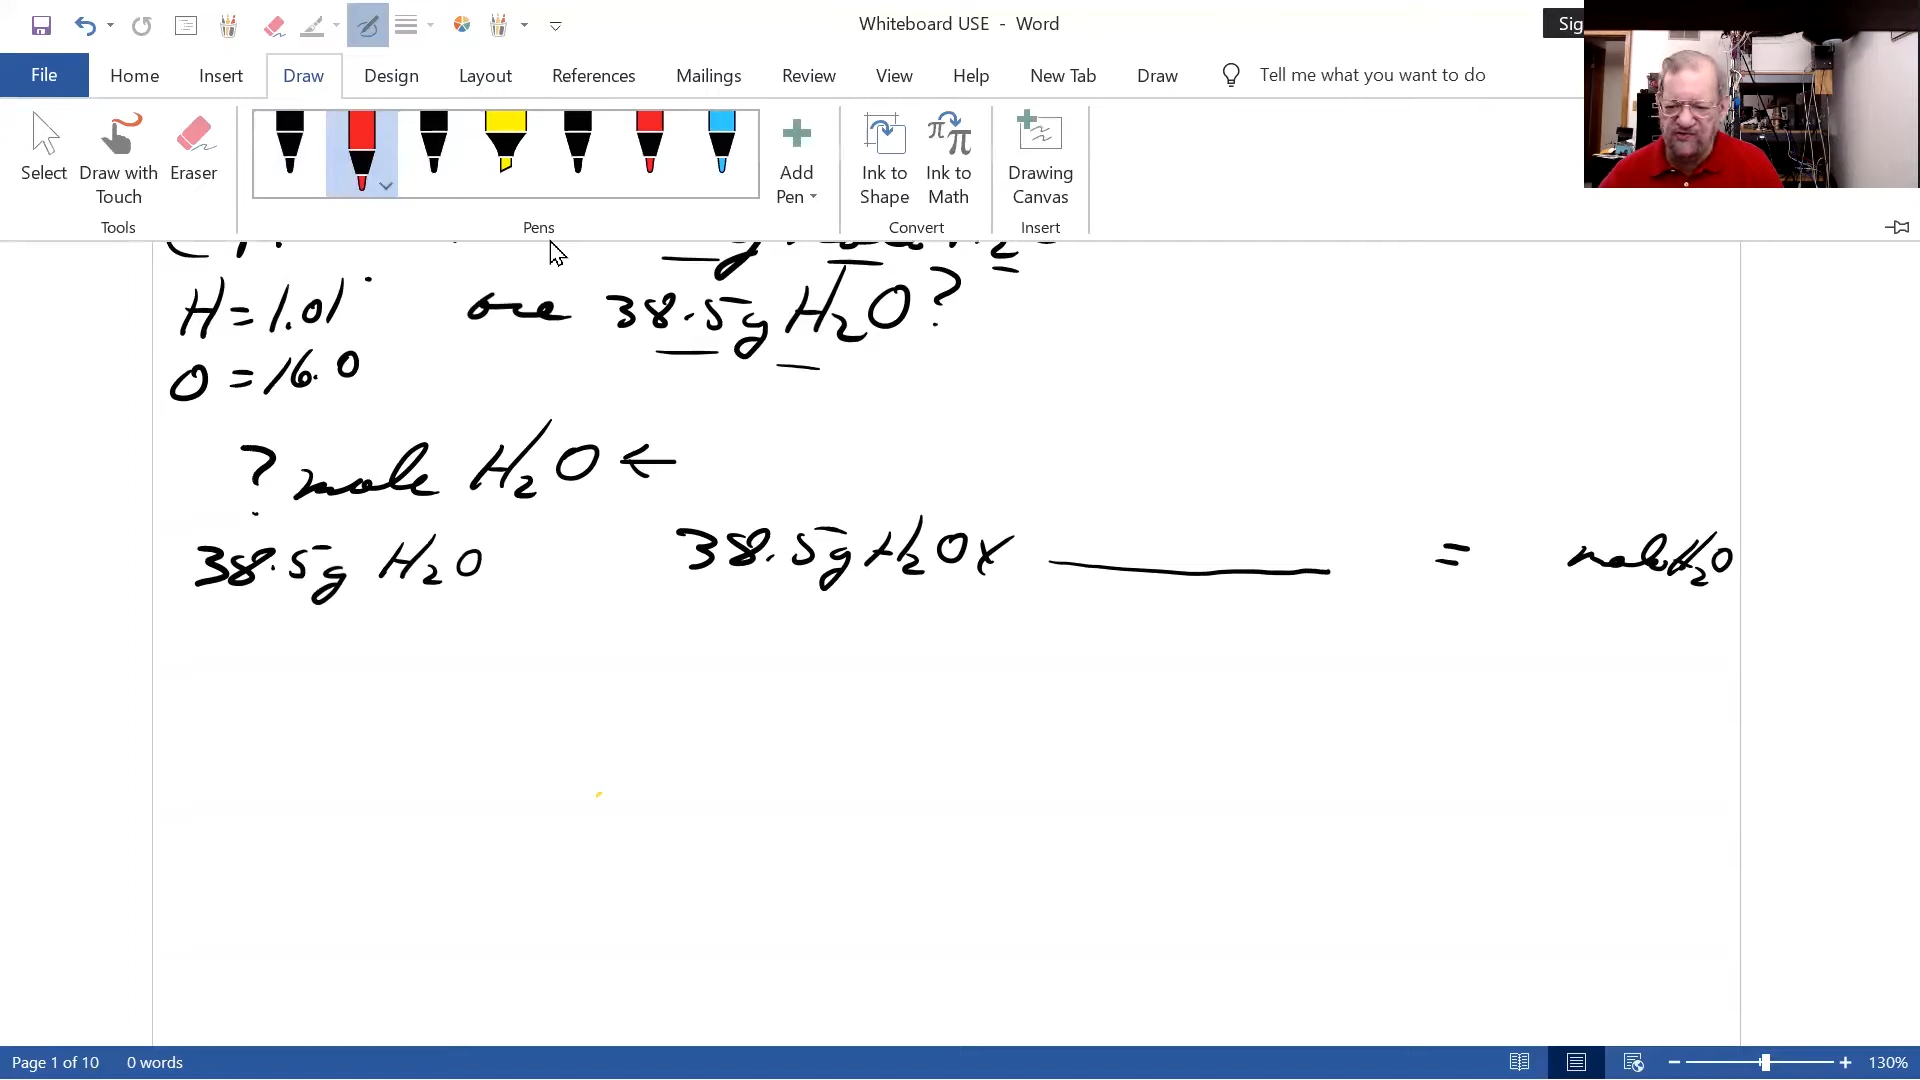 Whiteboard USE - Word
Sig
File Home Insert Draw Design Layout References Mailings Review View Help New Tab Draw Tell me what you want to do
Select Draw with Touch Eraser Add Pen Ink to Shape Ink to Math Drawing Canvas
Tools Pens Convert Insert
H = 1.01 are 38.5g H2O?
O = 16.0
? mole H2O ←
38.5g H2O 38.5g H2O x = mole H2O
Page 1 of 10 0 words 130%